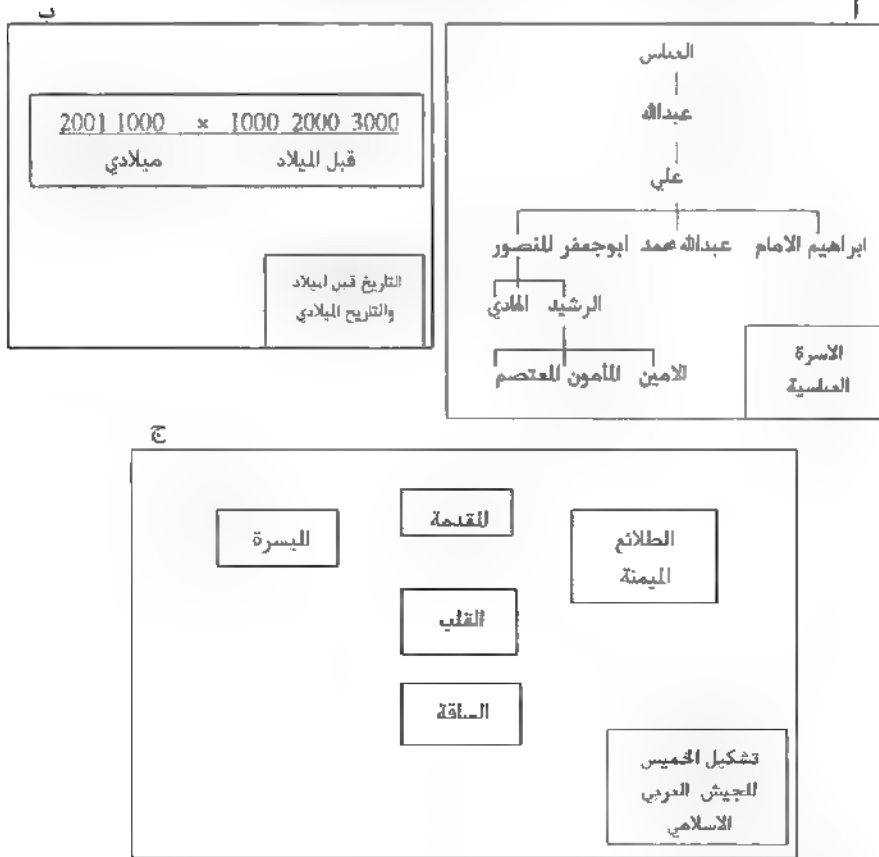 أ
العباس
عبدالله
علي
ابراهيم الامام عبدالله محمد ابوجعفر المنصور
الرشيد الهادي
الامين المأمون المعتصم
الاسرة
العباسية
ب
2001 1000 × 1000 2000 3000
قبل الميلاد ميلادي
التاريخ قبل الميلاد
والتاريخ الميلادي
ج
الطلائع
الميمنة
المقدمة
الميسرة
القلب
الساقة
تشكيل الخميس
للجيش العربي
الاسلامي